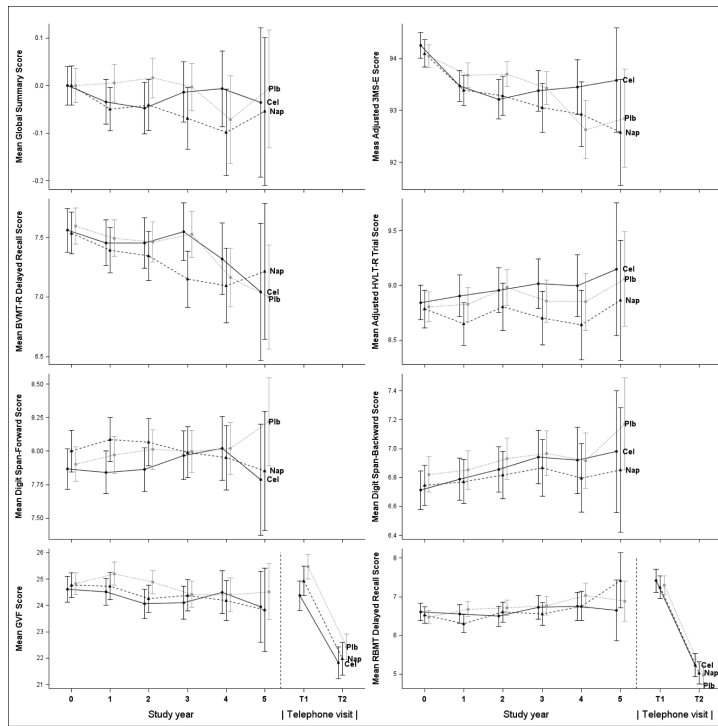 Mean Global Summary Score
0.1
0.0
-0.1
-0.2
Plb
Cel
Nap
Meas Adjusted 3MS-E Score
94
93
92
Cel
Plb
Nap
Mean BVMT-R Delayed Recall Score
7.5
7.0
6.5
Nap
Cel
Plb
Mean Adjusted HVLT-R Trial Score
9.5
9.0
8.5
Cel
Plb
Nap
Mean Digit Span-Forward Score
8.50
8.25
8.00
7.75
7.50
Plb
Nap
Cel
Mean Digit Span-Backward Score
7.4
7.2
7.0
6.8
6.6
6.4
Plb
Cel
Nap
Mean GVF Score
26
25
24
23
22
21
Plb
Nap
Cel
Mean RBMT Delayed Recall Score
8
7
6
5
Cel
Nap
Plb
0 1 2 3 4 5 T1 T2
Study year | Telephone visit |
0 1 2 3 4 5 T1 T2
Study year | Telephone visit |